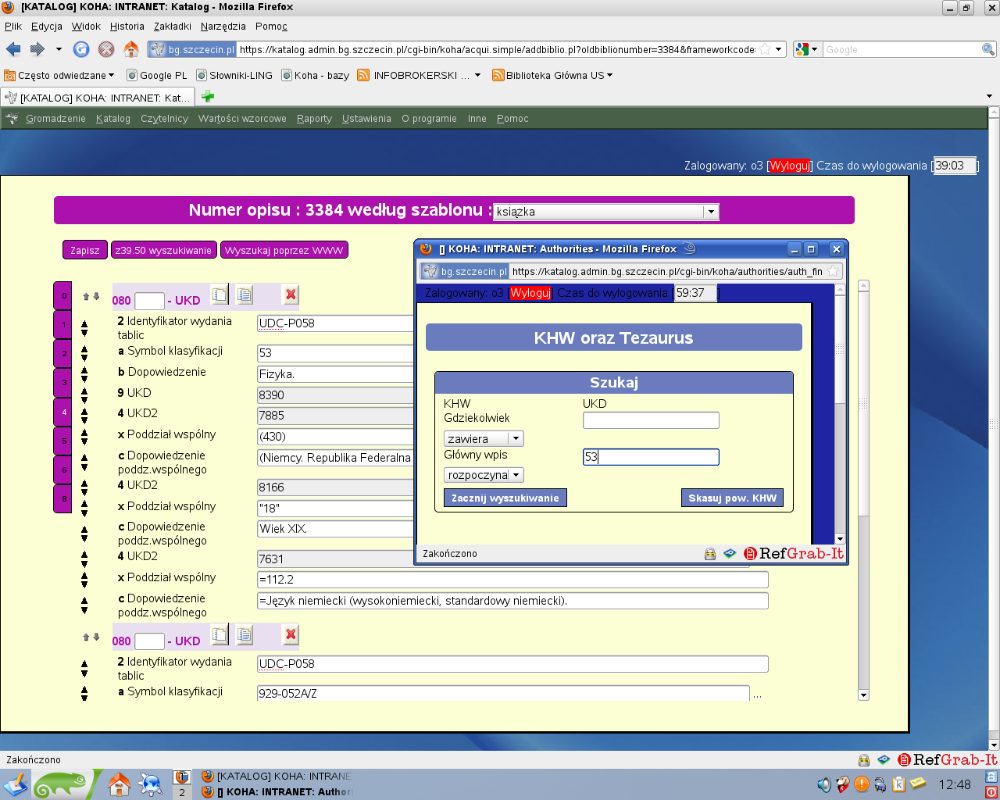 [KATALOG] KOHA: INTRANET: Katalog - Mozilla Firefox
Plik Edycja Widok Historia Zakładki Narzędzia Pomoc
bg.szczecin.pl https://katalog.admin.bg.szczecin.pl/cgi-bin/koha/acqui.simple/addbiblio.pl?oldbiblionumber=3384&frameworkcode= Google
Często odwiedzane Google PL Słowniki-LING Koha - bazy INFOBROKERSKI ... Biblioteka Główna US
[KATALOG] KOHA: INTRANET: Kat...
Gromadzenie Katalog Czytelnicy Wartości wzorcowe Raporty Ustawienia O programie Inne Pomoc
Zalogowany: o3 [Wyloguj] Czas do wylogowania [39:03]
Numer opisu : 3384 według szablonu : książka
Zapisz z39.50 wyszukiwanie Wyszukaj poprzez WWW
0
1
2
3
4
5
6
8
080 - UKD
2 Identyfikator wydania tablic UDC-P058
a Symbol klasyfikacji 53
b Dopowiedzenie Fizyka.
9 UKD 8390
4 UKD2 7885
x Poddział wspólny (430)
c Dopowiedzenie poddz.wspólnego (Niemcy. Republika Federalna
4 UKD2 8166
x Poddział wspólny "18"
c Dopowiedzenie poddz.wspólnego Wiek XIX.
4 UKD2 7631
x Poddział wspólny =112.2
c Dopowiedzenie poddz.wspólnego =Język niemiecki (wysokoniemiecki, standardowy niemiecki).
080 - UKD
2 Identyfikator wydania tablic UDC-P058
a Symbol klasyfikacji 929-052A/Z ...
[] KOHA: INTRANET: Authorities - Mozilla Firefox
bg.szczecin.pl https://katalog.admin.bg.szczecin.pl/cgi-bin/koha/authorities/auth_fin
Zalogowany: o3 [Wyloguj] Czas do wylogowania [59:37]
KHW oraz Tezaurus
Szukaj
KHW UKD
Gdziekolwiek
zawiera
Główny wpis 53
rozpoczyna
Zacznij wyszukiwanie Skasuj pow. KHW
Zakończono RefGrab-It
Zakończono RefGrab-It
2
[KATALOG] KOHA: INTRANE
[] KOHA: INTRANET: Author
12:48